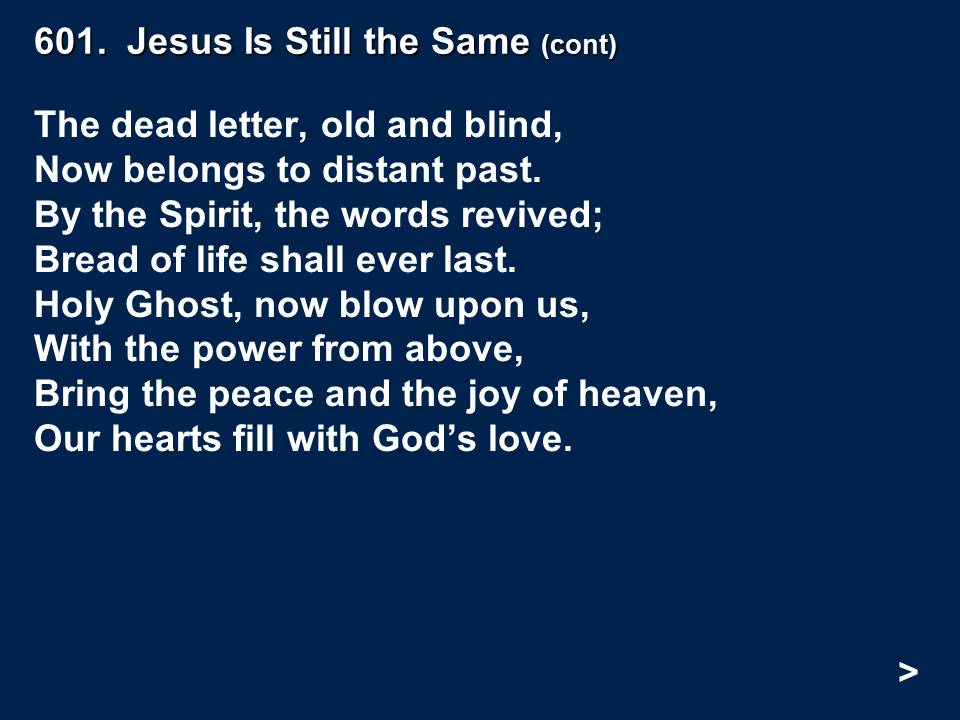 601.  Jesus Is Still the Same (cont)
The dead letter, old and blind,
Now belongs to distant past.
By the Spirit, the words revived;
Bread of life shall ever last.
Holy Ghost, now blow upon us,
With the power from above,
Bring the peace and the joy of heaven,
Our hearts fill with God’s love.
>